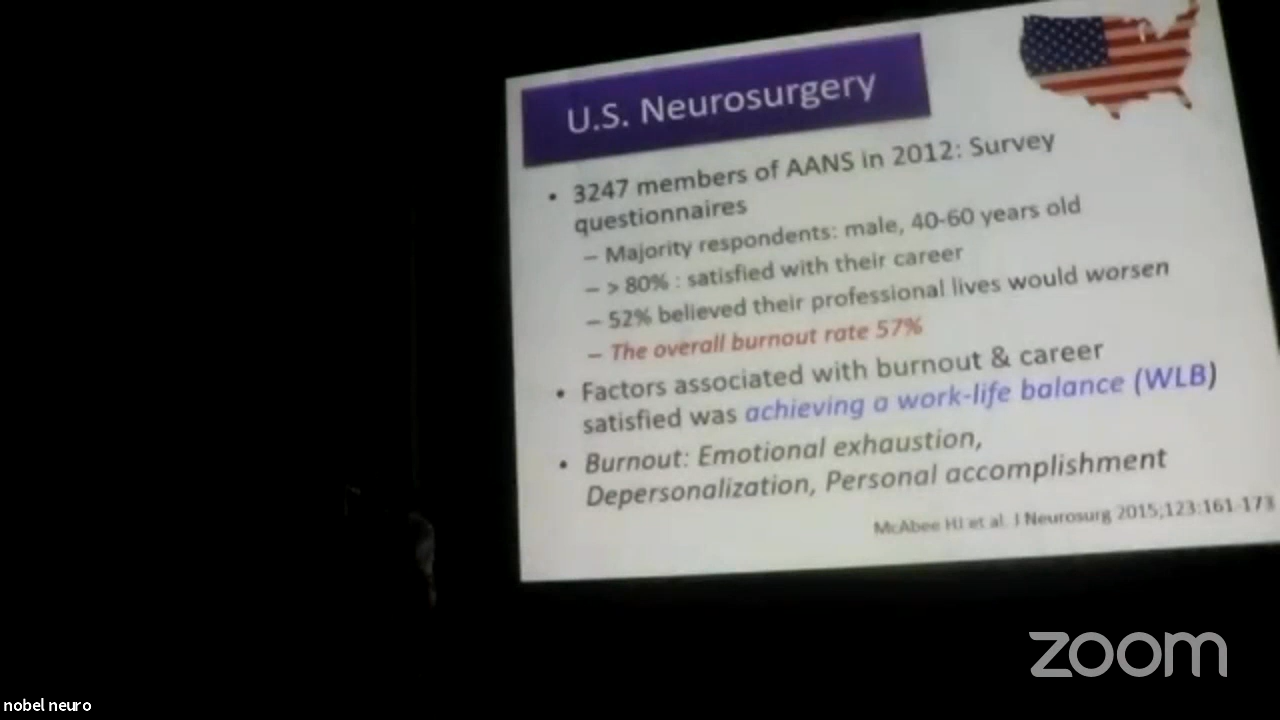 U.S. Neurosurgery
• 3247 members of AANS in 2012: Survey
questionnaires
– Majority respondents: male, 40-60 years old
– > 80% : satisfied with their career
– 52% believed their professional lives would worsen
– The overall burnout rate 57%
• Factors associated with burnout & career
satisfied was achieving a work-life balance (WLB)
• Burnout: Emotional exhaustion,
Depersonalization, Personal accomplishment
McAbee HJ et al. J Neurosurg 2015;123:161-173
zoom
nobel neuro